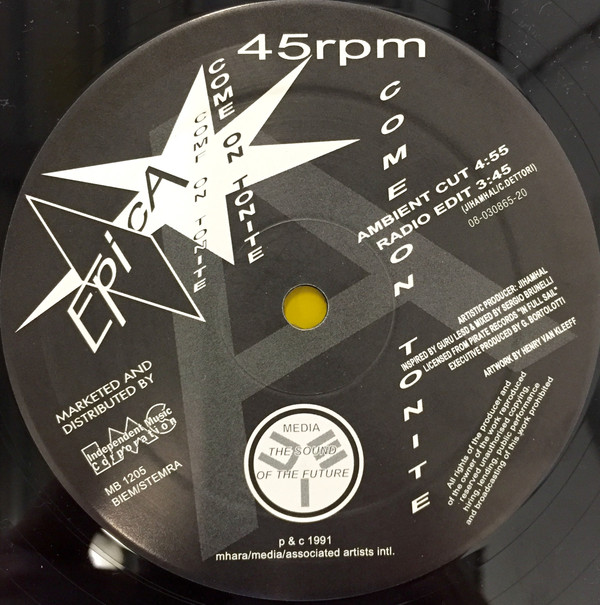 45rpm
COME ON TONITE
COME ON TONITE
EPiCA
COME ON TONITE
AMBIENT CUT 4:55
RADIO EDIT 3:45
(JIHAMHAL/C.DETTORI)
08-030865-20
ARTISTIC PRODUCER: JIHAMHAL
INSPIRED BY GURU LESD & MIXED BY SERGIO BRUNELLI
LICENSED FROM PIRATE RECORDS "IN FULL SAIL"
EXECUTIVE PRODUCED BY G. BORTOLOTTI
ARTWORK BY HENRY VAN KLEEFF
MARKETED AND
DISTRIBUTED BY
IMC
Independent Music
Corporation
MB 1205
BIEM/STEMRA
MEDIA
THE SOUND
OF THE FUTURE
All rights of the producer and
of the owner of the work reproduced
reserved. unauthorised copying,
hiring, lending, public performance
and broadcasting of this work prohibited
p & c 1991
mhara/media/associated artists intl.